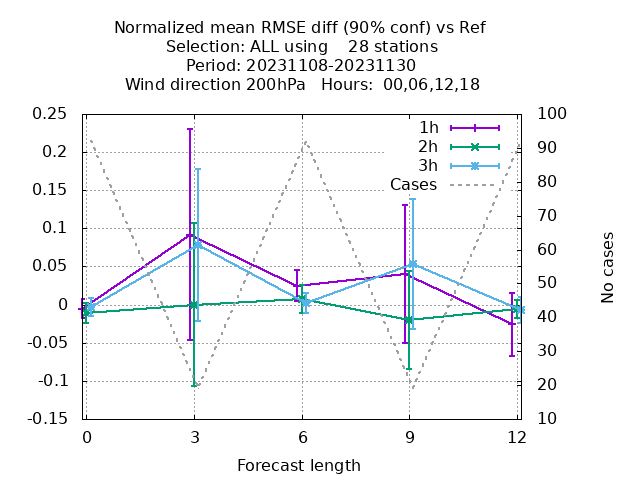 Normalized mean RMSE diff (90% conf) vs Ref
Selection: ALL using    28 stations
Period: 20231108-20231130
Wind direction 200hPa   Hours:  00,06,12,18
0.25
0.2
0.15
0.1
0.05
0
-0.05
-0.1
-0.15
100
90
80
70
60
50
40
30
20
10
1h
2h
3h
Cases
No cases
0 3 6 9 12
Forecast length